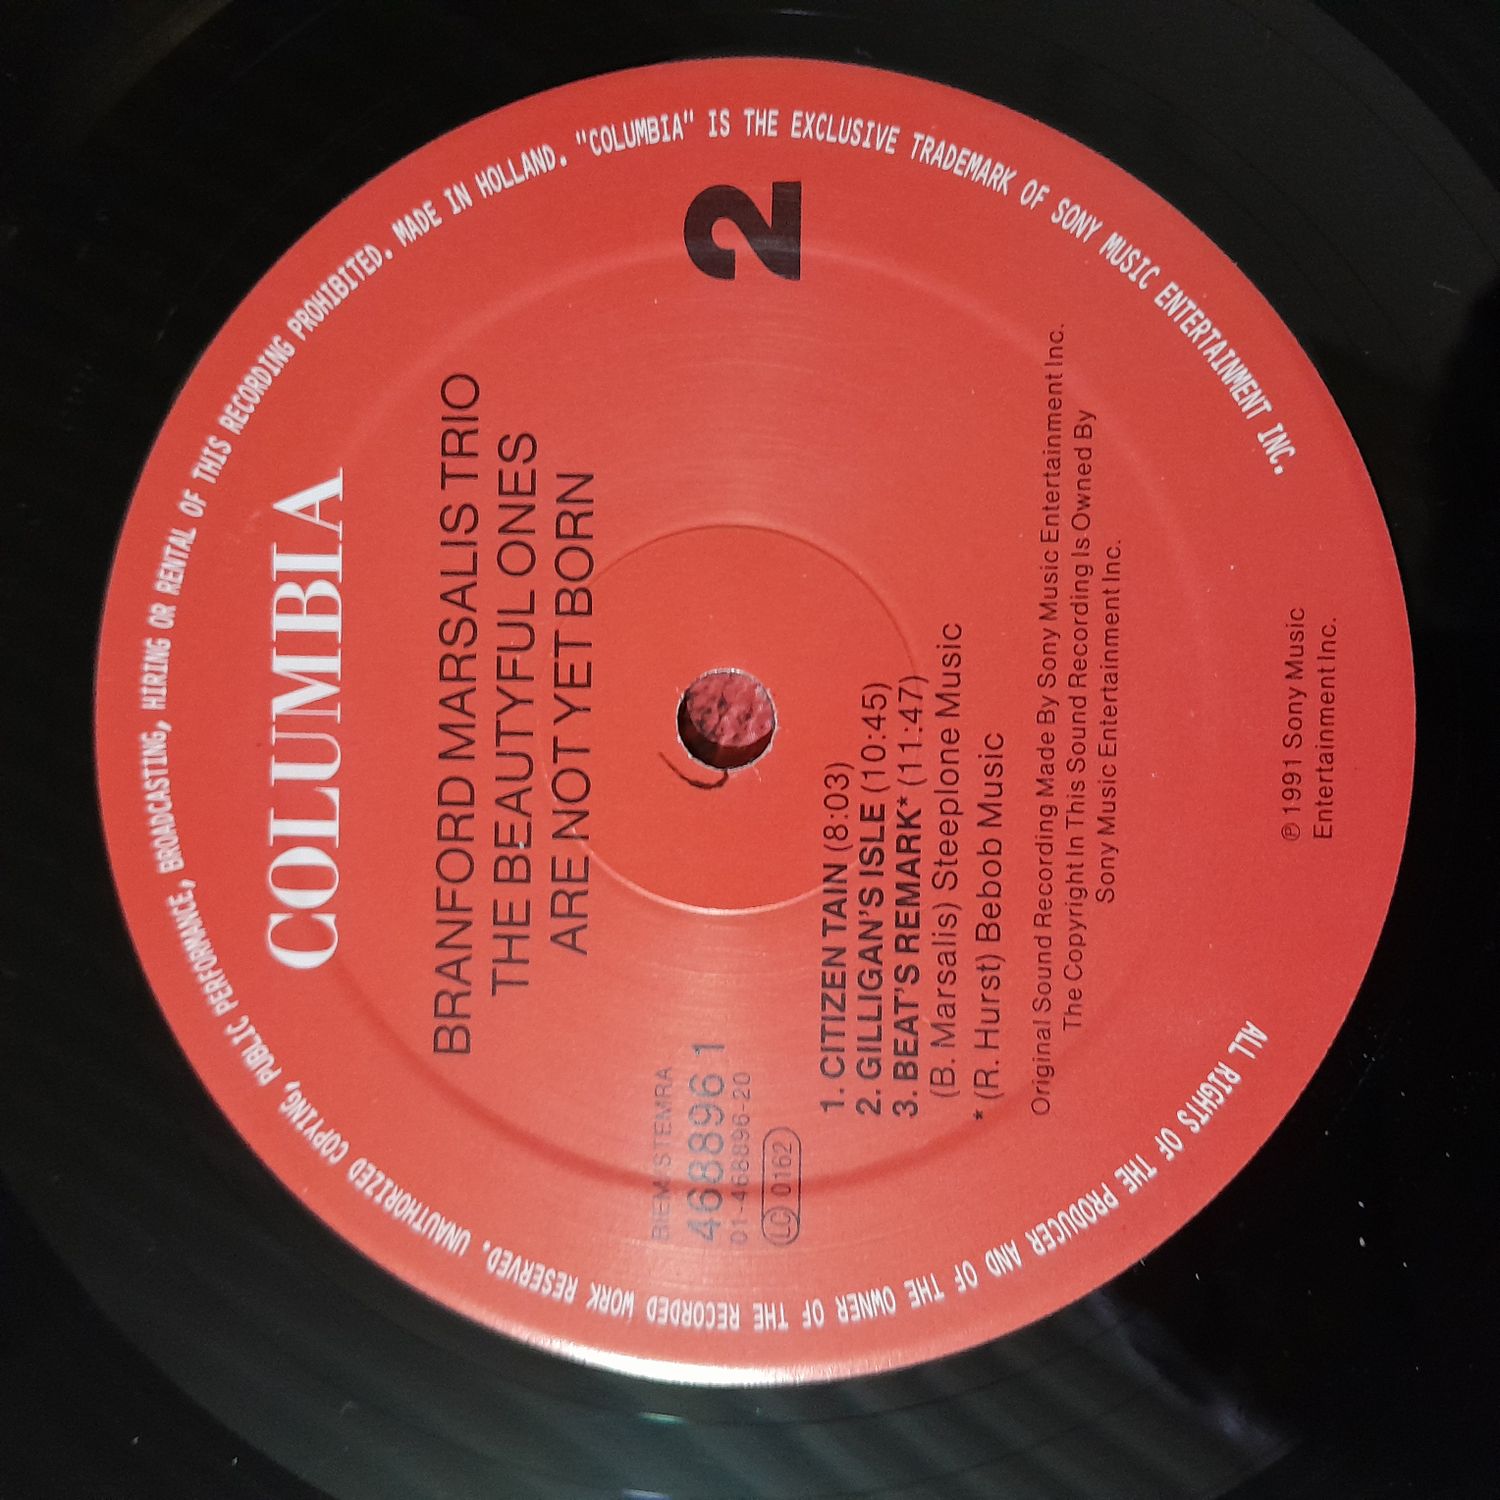 COLUMBIA
BRANFORD MARSALIS TRIO
THE BEAUTYFUL ONES
ARE NOT YET BORN
BIEM/STEMRA
468896 1
01-468896-20
LC 0162
2
1. CITIZEN TAIN (8:03)
2. GILLIGAN'S ISLE (10:45)
3. BEAT'S REMARK* (11:47)
(B. Marsalis) Steeplone Music
* (R. Hurst) Bebob Music
Original Sound Recording Made By Sony Music Entertainment Inc.
The Copyright In This Sound Recording Is Owned By
Sony Music Entertainment Inc.
℗ 1991 Sony Music
Entertainment Inc.
ALL RIGHTS OF THE PRODUCER AND OF THE OWNER OF THE RECORDED WORK RESERVED. UNAUTHORIZED COPYING, PUBLIC PERFORMANCE, BROADCASTING, HIRING OR RENTAL OF THIS RECORDING PROHIBITED. MADE IN HOLLAND. "COLUMBIA" IS THE EXCLUSIVE TRADEMARK OF SONY MUSIC ENTERTAINMENT INC.